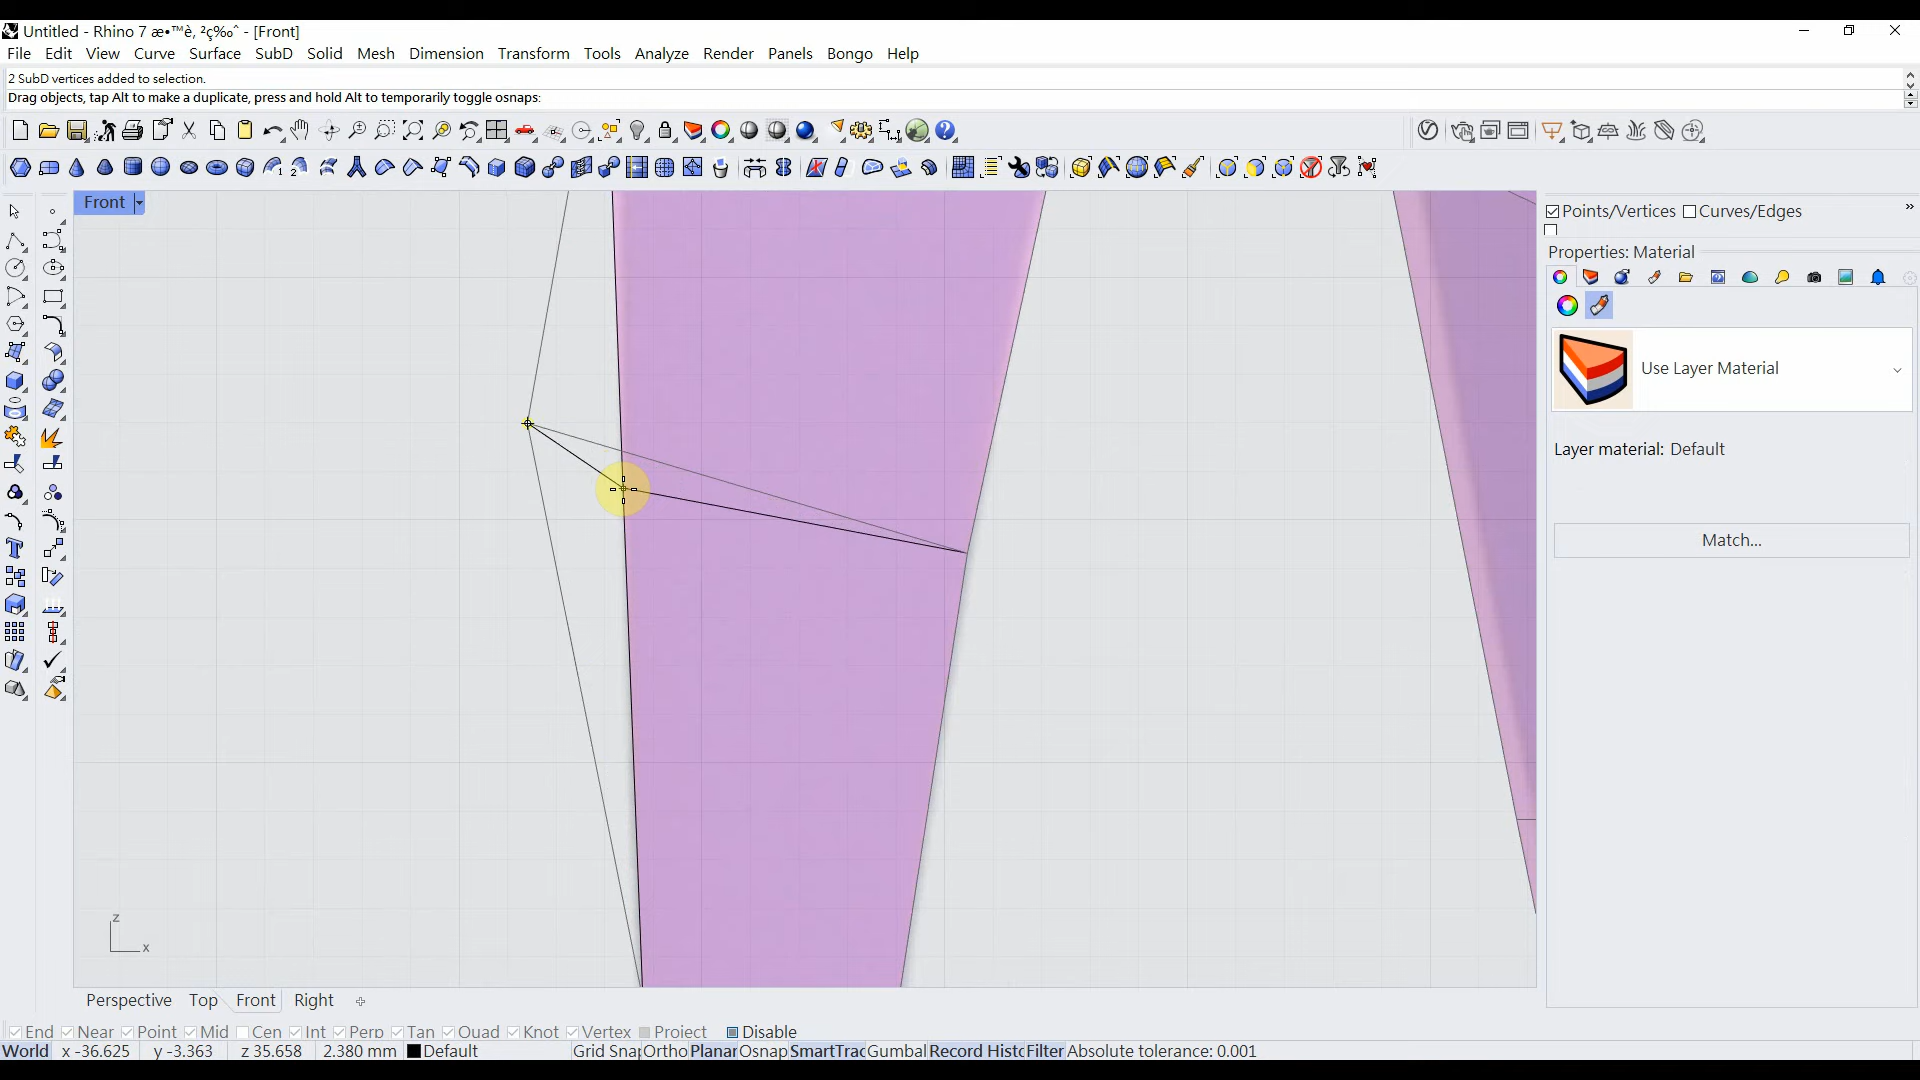 Untitled - Rhino 7 æ•™è‚²ç‰ˆ - [Front]
File Edit View Curve Surface SubD Solid Mesh Dimension Transform Tools Analyze Render Panels Bongo Help
2 SubD vertices added to selection.
Drag objects, tap Alt to make a duplicate, press and hold Alt to temporarily toggle osnaps:
Front
Points/Vertices Curves/Edges
Properties: Material
Use Layer Material
Layer material: Default
Match...
z
x
Perspective Top Front Right
End Near Point Mid Cen Int Perp Tan Quad Knot Vertex Project Disable
World x -36.625 y -3.363 z 35.658 2.380 mm Default Grid Sna Ortho Planar Osnap SmartTrac Gumbal Record Histo Filter Absolute tolerance: 0.001